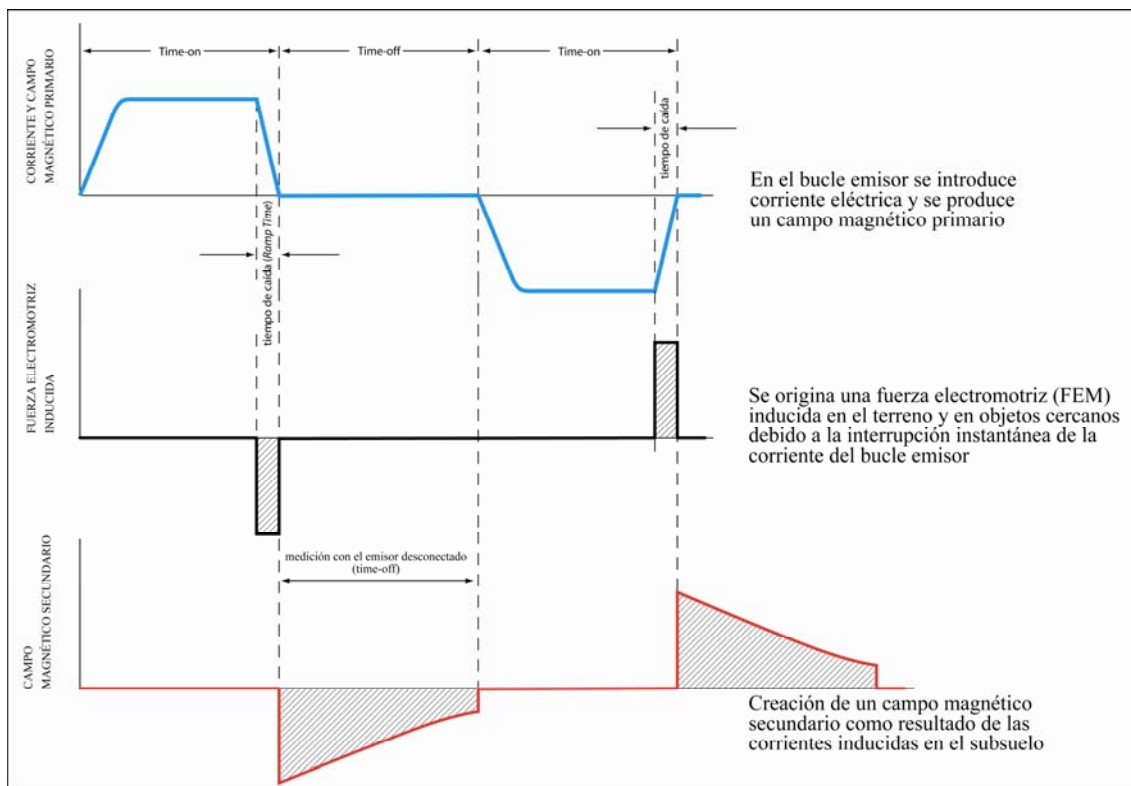 Time-on
Time-off
Time-on
CORRIENTE Y CAMPO
MAGNÉTICO PRIMARIO
tiempo de caída
En el bucle emisor se introduce
corriente eléctrica y se produce
un campo magnético primario
tiempo de caída (Ramp Time)
FUERZA ELECTROMOTRIZ
INDUCIDA
Se origina una fuerza electromotriz (FEM)
inducida en el terreno y en objetos cercanos
debido a la interrupción instantánea de la
corriente del bucle emisor
medición con el emisor desconectado
(time-off)
CAMPO
MAGNÉTICO SECUNDARIO
Creación de un campo magnético
secundario como resultado de las
corrientes inducidas en el subsuelo